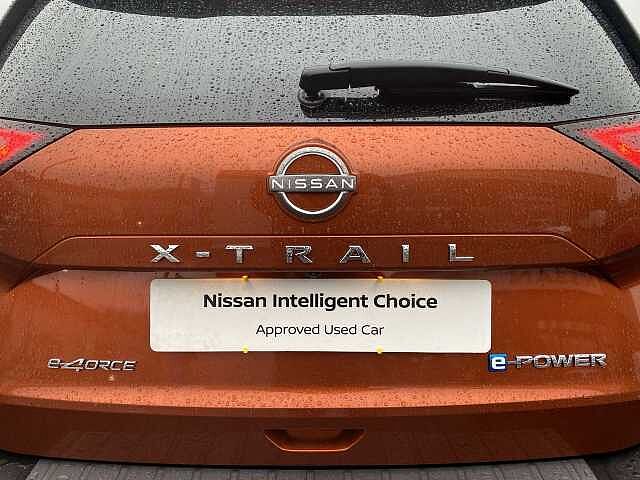 NISSAN
X-TRAIL
Nissan Intelligent Choice
Approved Used Car
e-4ORCE
e-POWER